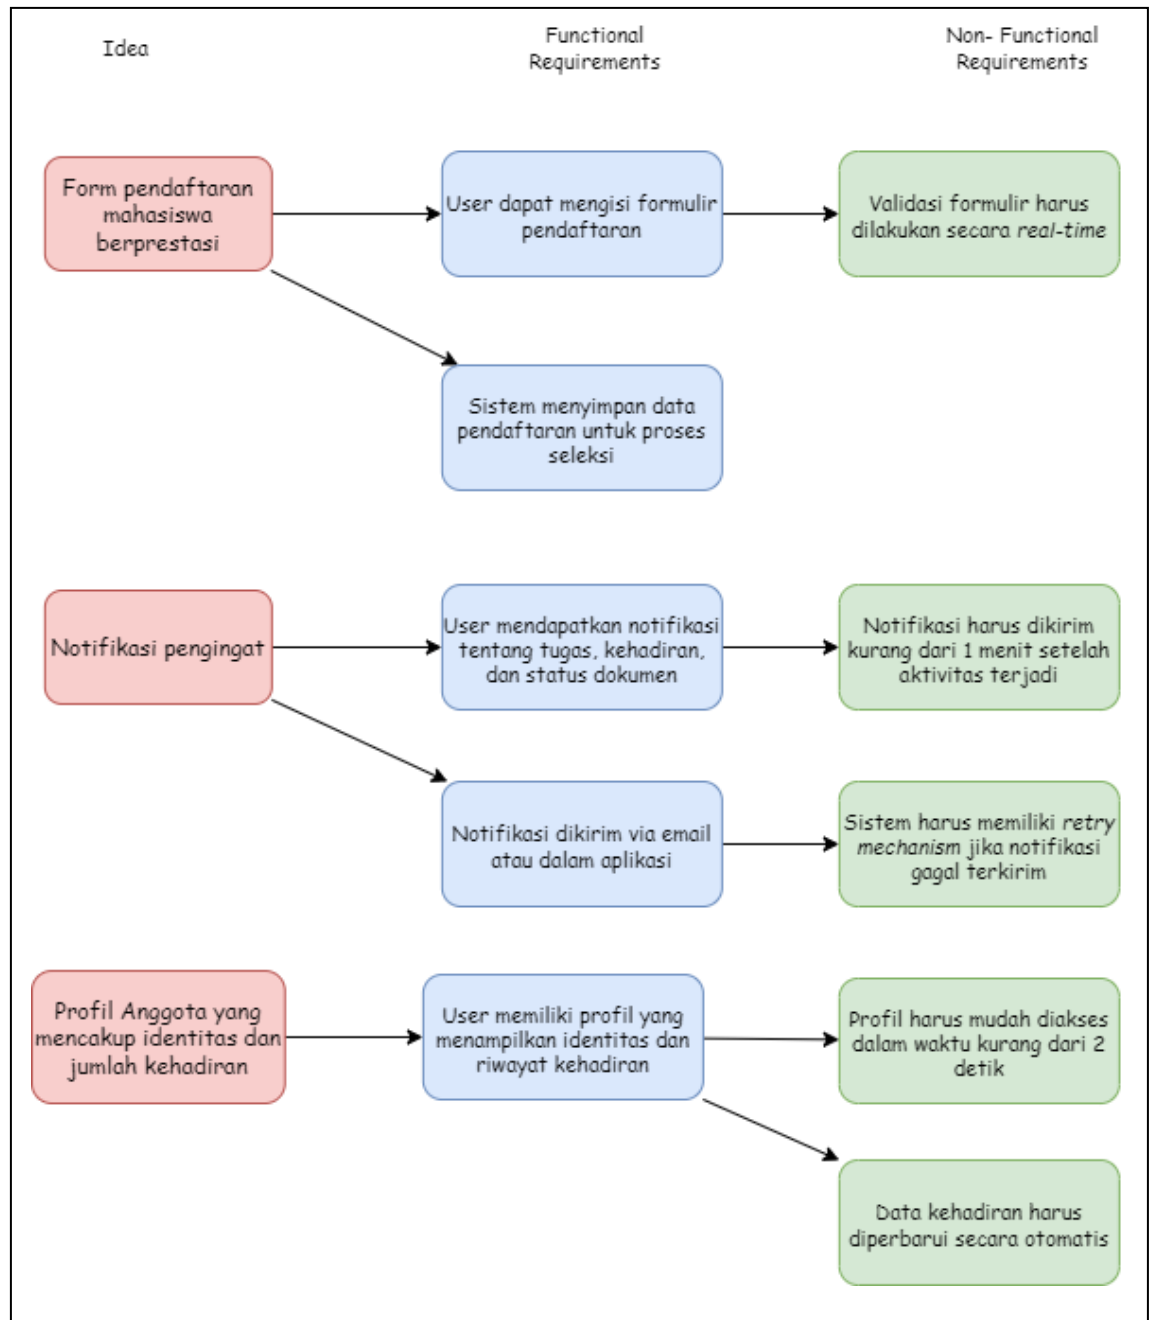 Idea
Functional
Requirements
Non- Functional
Requirements
Form pendaftaran
mahasiswa
berprestasi
User dapat mengisi formulir
pendaftaran
Validasi formulir harus
dilakukan secara real-time
Sistem menyimpan data
pendaftaran untuk proses
seleksi
Notifikasi pengingat
User mendapatkan notifikasi
tentang tugas, kehadiran,
dan status dokumen
Notifikasi harus dikirim
kurang dari 1 menit setelah
aktivitas terjadi
Notifikasi dikirim via email
atau dalam aplikasi
Sistem harus memiliki retry
mechanism jika notifikasi
gagal terkirim
Profil Anggota yang
mencakup identitas dan
jumlah kehadiran
User memiliki profil yang
menampilkan identitas dan
riwayat kehadiran
Profil harus mudah diakses
dalam waktu kurang dari 2
detik
Data kehadiran harus
diperbarui secara otomatis